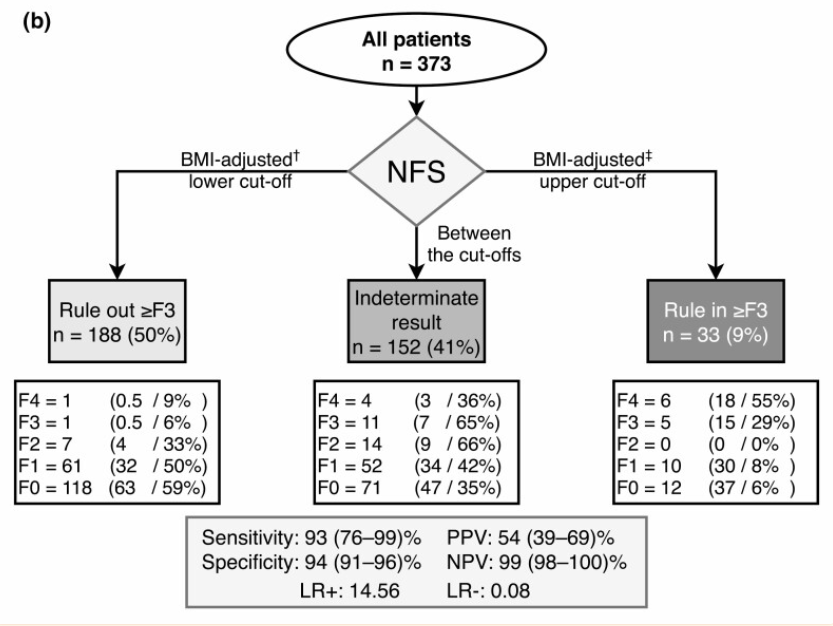 (b)
All patients
n = 373
BMI-adjusted†
lower cut-off
NFS
BMI-adjusted‡
upper cut-off
Between
the cut-offs
Rule out ≥F3
n = 188 (50%)
Indeterminate
result
n = 152 (41%)
Rule in ≥F3
n = 33 (9%)
F4 = 1 (0.5 / 9% )
F3 = 1 (0.5 / 6% )
F2 = 7 (4 / 33%)
F1 = 61 (32 / 50%)
F0 = 118 (63 / 59%)
F4 = 4 (3 / 36%)
F3 = 11 (7 / 65%)
F2 = 14 (9 / 66%)
F1 = 52 (34 / 42%)
F0 = 71 (47 / 35%)
F4 = 6 (18 / 55%)
F3 = 5 (15 / 29%)
F2 = 0 (0 / 0% )
F1 = 10 (30 / 8% )
F0 = 12 (37 / 6% )
Sensitivity: 93 (76–99)% PPV: 54 (39–69)%
Specificity: 94 (91–96)% NPV: 99 (98–100)%
LR+: 14.56 LR-: 0.08